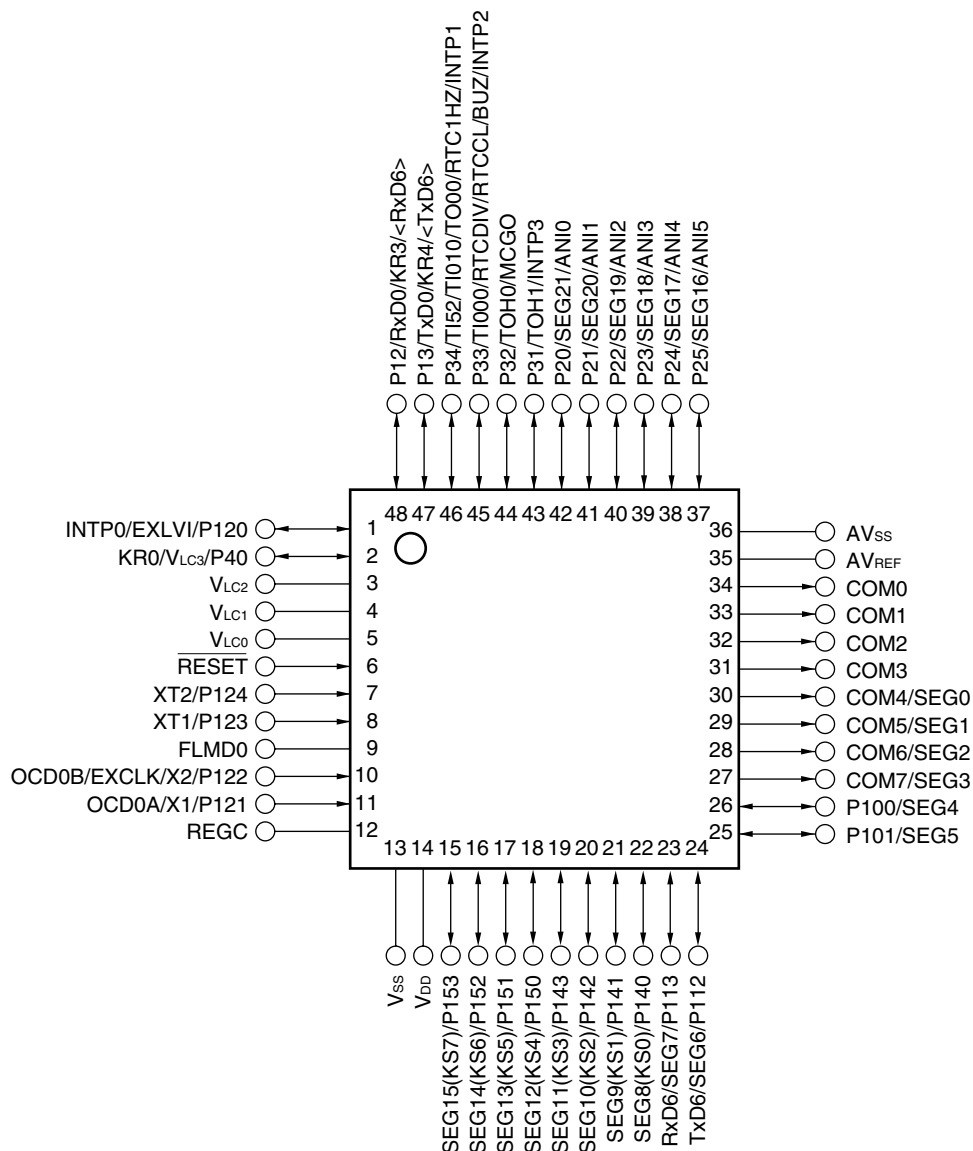 P12/RxD0/KR3/<RxD6>
P13/TxD0/KR4/<TxD6>
P34/TI52/TI010/TO00/RTC1HZ/INTP1
P33/TI000/RTCDIV/RTCCL/BUZ/INTP2
P32/TOH0/MCGO
P31/TOH1/INTP3
P20/SEG21/ANI0
P21/SEG20/ANI1
P22/SEG19/ANI2
P23/SEG18/ANI3
P24/SEG17/ANI4
P25/SEG16/ANI5
48 47 46 45 44 43 42 41 40 39 38 37
INTP0/EXLVI/P120 1
KR0/VLC3/P40 2
VLC2 3
VLC1 4
VLC0 5
RESET 6
XT2/P124 7
XT1/P123 8
FLMD0 9
OCD0B/EXCLK/X2/P122 10
OCD0A/X1/P121 11
REGC 12
36 AVSS
35 AVREF
34 COM0
33 COM1
32 COM2
31 COM3
30 COM4/SEG0
29 COM5/SEG1
28 COM6/SEG2
27 COM7/SEG3
26 P100/SEG4
25 P101/SEG5
13 14 15 16 17 18 19 20 21 22 23 24
VSS
VDD
SEG15(KS7)/P153
SEG14(KS6)/P152
SEG13(KS5)/P151
SEG12(KS4)/P150
SEG11(KS3)/P143
SEG10(KS2)/P142
SEG9(KS1)/P141
SEG8(KS0)/P140
RxD6/SEG7/P113
TxD6/SEG6/P112